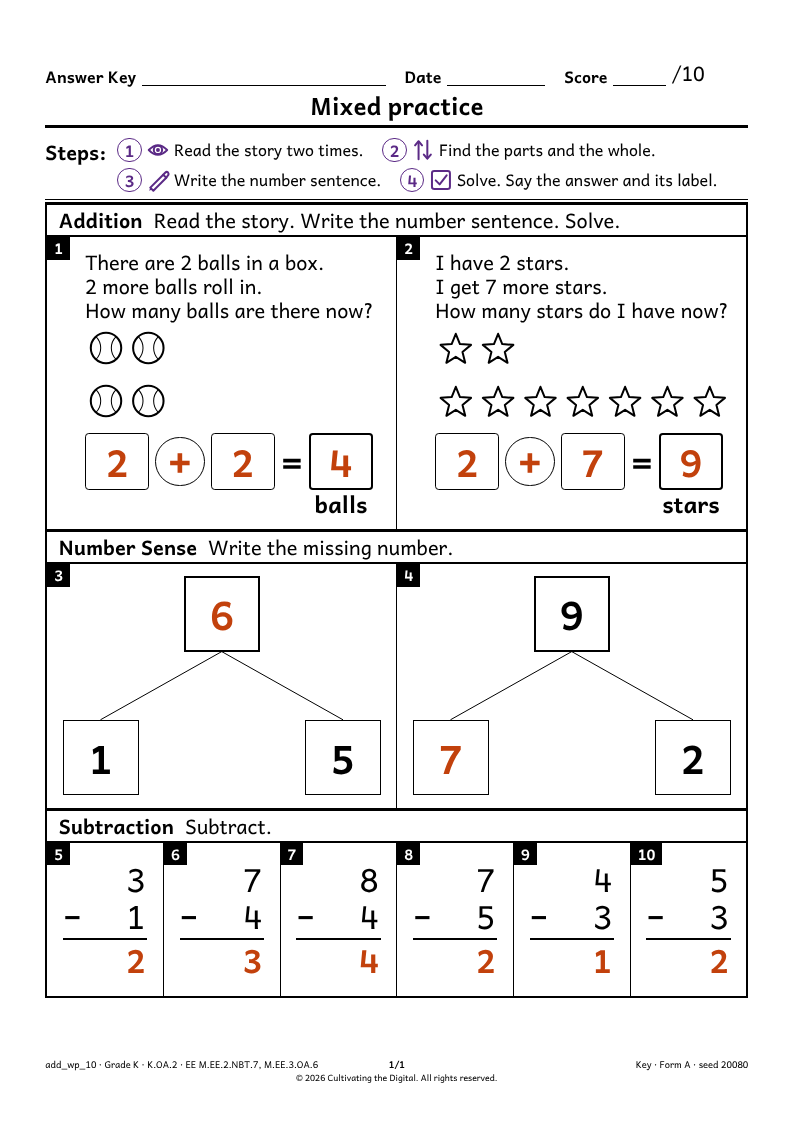 Answer Key Date Score /10
Mixed practice
Steps: 1 Read the story two times. 2 Find the parts and the whole.
3 Write the number sentence. 4 Solve. Say the answer and its label.
Addition Read the story. Write the number sentence. Solve.
1
There are 2 balls in a box.
2 more balls roll in.
How many balls are there now?
2 + 2 = 4
balls
2
I have 2 stars.
I get 7 more stars.
How many stars do I have now?
2 + 7 = 9
stars
Number Sense Write the missing number.
3
6
1 5
4
9
7 2
Subtraction Subtract.
5
3
− 1
2
6
7
− 4
3
7
8
− 4
4
8
7
− 5
2
9
4
− 3
1
10
5
− 3
2
add_wp_10 · Grade K · K.OA.2 · EE M.EE.2.NBT.7, M.EE.3.OA.6 1/1 Key · Form A · seed 20080
© 2026 Cultivating the Digital. All rights reserved.